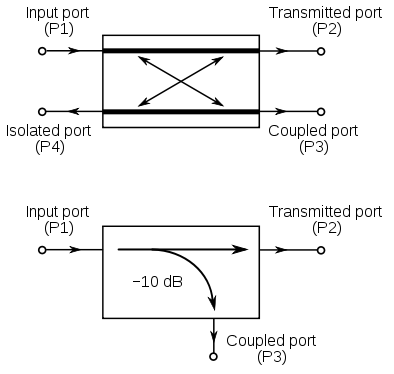 Input port
(P1)
Transmitted port
(P2)
Isolated port
(P4)
Coupled port
(P3)
Input port
(P1)
Transmitted port
(P2)
−10 dB
Coupled port
(P3)